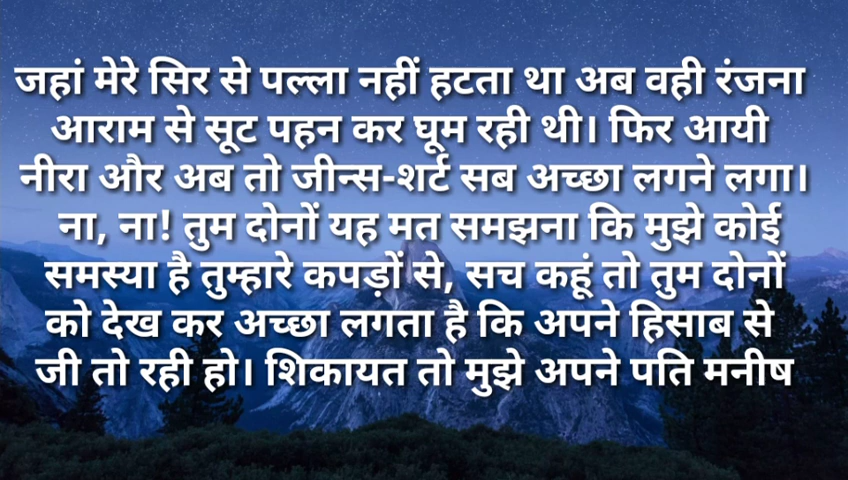 जहां मेरे सिर से पल्ला नहीं हटता था अब वही रंजना
आराम से सूट पहन कर घूम रही थी। फिर आयी
नीरा और अब तो जीन्स-शर्ट सब अच्छा लगने लगा।
ना, ना! तुम दोनों यह मत समझना कि मुझे कोई
समस्या है तुम्हारे कपड़ों से, सच कहूं तो तुम दोनों
को देख कर अच्छा लगता है कि अपने हिसाब से
जी तो रही हो। शिकायत तो मुझे अपने पति मनीष